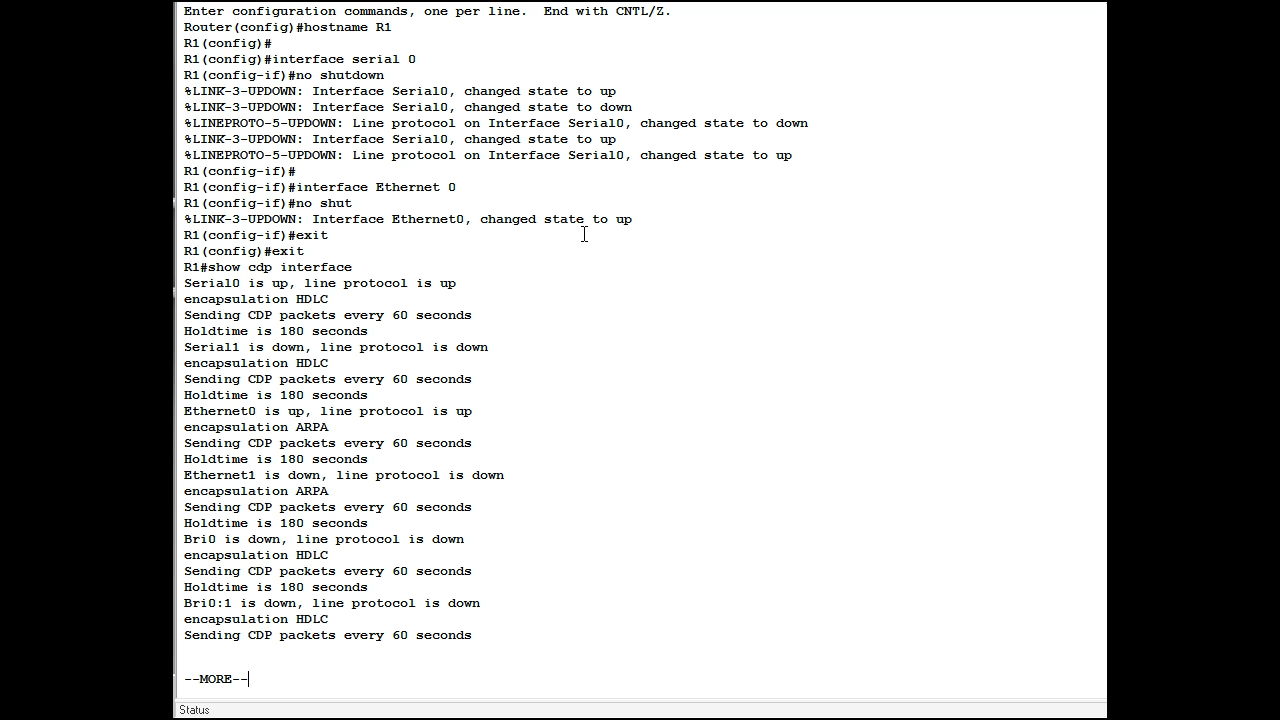 Enter configuration commands, one per line.  End with CNTL/Z.
Router(config)#hostname R1
R1(config)#
R1(config)#interface serial 0
R1(config-if)#no shutdown
%LINK-3-UPDOWN: Interface Serial0, changed state to up
%LINK-3-UPDOWN: Interface Serial0, changed state to down
%LINEPROTO-5-UPDOWN: Line protocol on Interface Serial0, changed state to down
%LINK-3-UPDOWN: Interface Serial0, changed state to up
%LINEPROTO-5-UPDOWN: Line protocol on Interface Serial0, changed state to up
R1(config-if)#
R1(config-if)#interface Ethernet 0
R1(config-if)#no shut
%LINK-3-UPDOWN: Interface Ethernet0, changed state to up
R1(config-if)#exit
R1(config)#exit
R1#show cdp interface
Serial0 is up, line protocol is up
encapsulation HDLC
Sending CDP packets every 60 seconds
Holdtime is 180 seconds
Serial1 is down, line protocol is down
encapsulation HDLC
Sending CDP packets every 60 seconds
Holdtime is 180 seconds
Ethernet0 is up, line protocol is up
encapsulation ARPA
Sending CDP packets every 60 seconds
Holdtime is 180 seconds
Ethernet1 is down, line protocol is down
encapsulation ARPA
Sending CDP packets every 60 seconds
Holdtime is 180 seconds
Bri0 is down, line protocol is down
encapsulation HDLC
Sending CDP packets every 60 seconds
Holdtime is 180 seconds
Bri0:1 is down, line protocol is down
encapsulation HDLC
Sending CDP packets every 60 seconds
--MORE--
Status